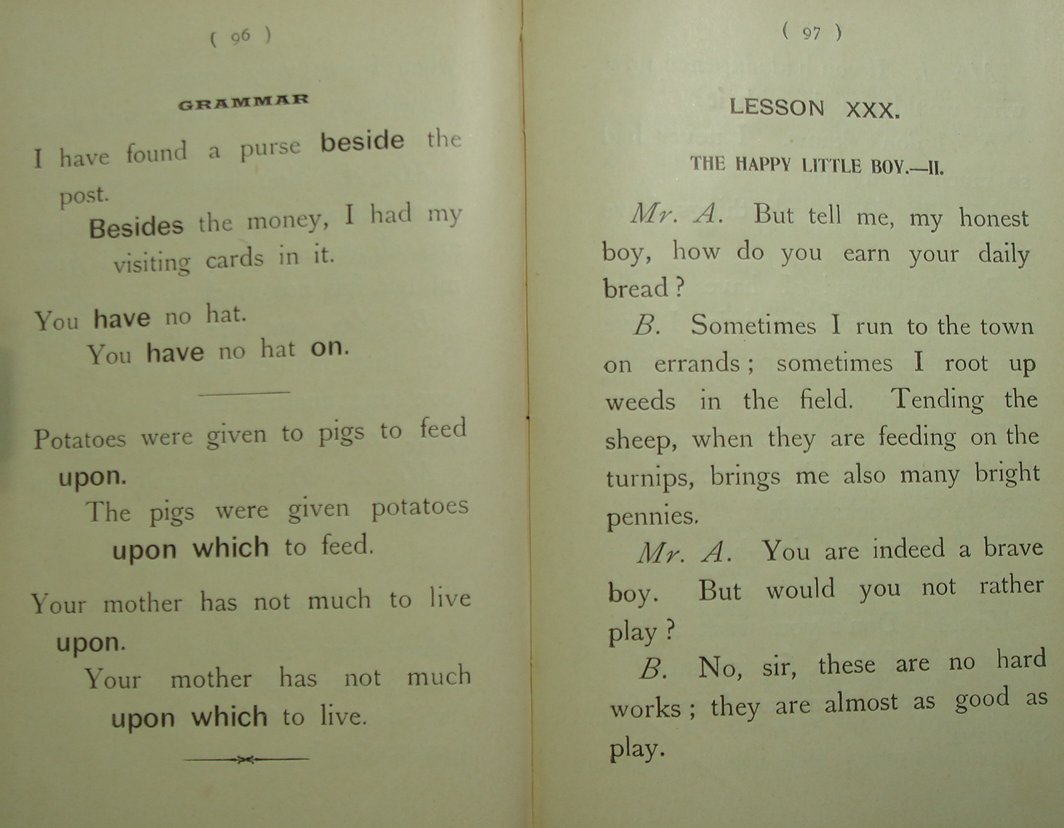 ( 96 )
GRAMMAR
I have found a purse beside the
post.
Besides the money, I had my
visiting cards in it.
You have no hat.
You have no hat on.
Potatoes were given to pigs to feed
upon.
The pigs were given potatoes
upon which to feed.
Your mother has not much to live
upon.
Your mother has not much
upon which to live.
( 97 )
LESSON XXX.
THE HAPPY LITTLE BOY.—II.
Mr. A. But tell me, my honest
boy, how do you earn your daily
bread ?
B. Sometimes I run to the town
on errands ; sometimes I root up
weeds in the field. Tending the
sheep, when they are feeding on the
turnips, brings me also many bright
pennies.
Mr. A. You are indeed a brave
boy. But would you not rather
play ?
B. No, sir, these are no hard
works ; they are almost as good as
play.